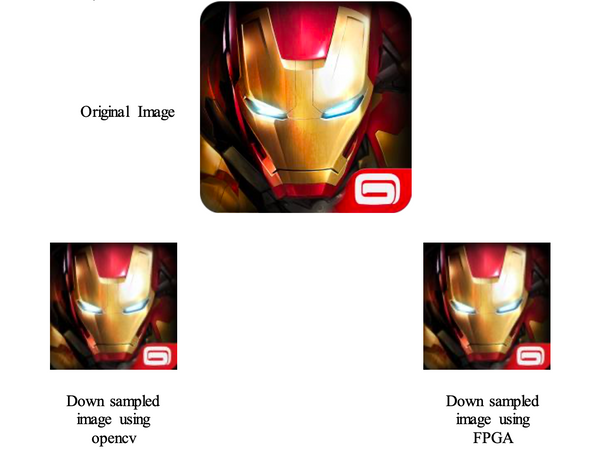 Original Image
Down sampled
image using
opencv
Down sampled
image using
FPGA